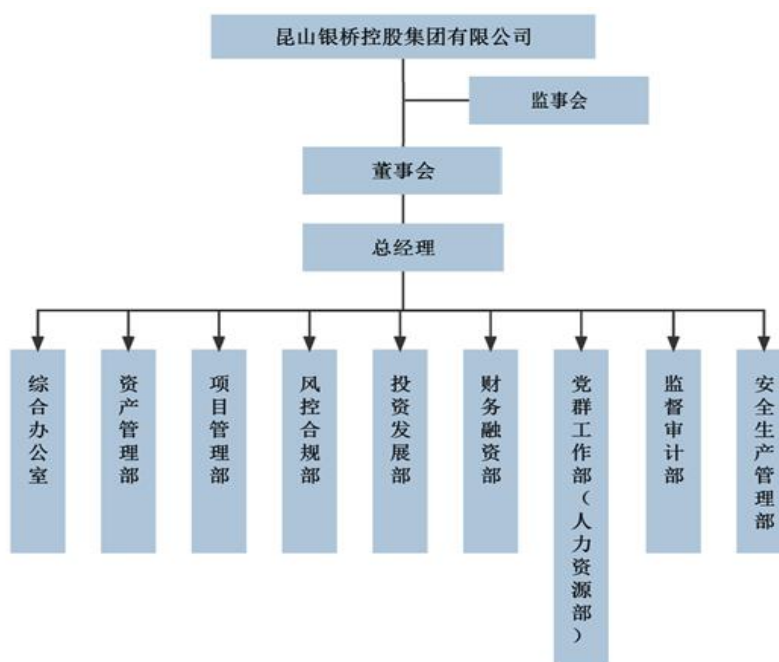 昆山银桥控股集团有限公司
监事会
董事会
总经理
综合办公室
资产管理部
项目管理部
风控合规部
投资发展部
财务融资部
党群工作部（人力资源部）
监督审计部
安全生产管理部